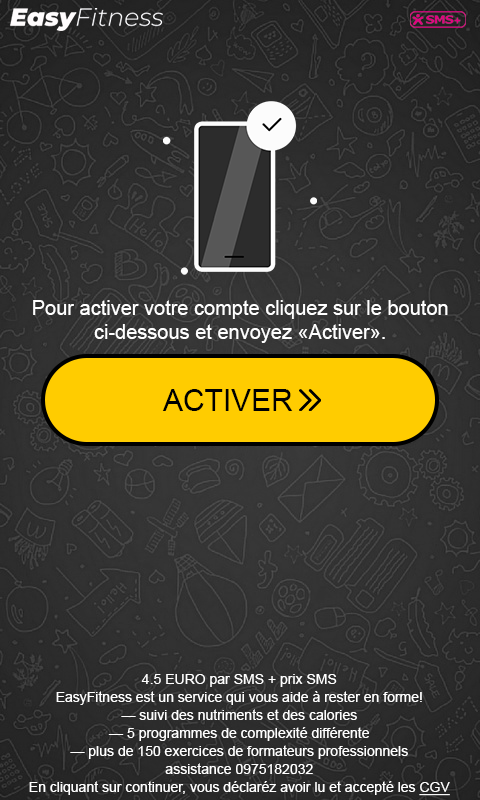 EasyFitness
SMS+
Pour activer votre compte cliquez sur le bouton
ci-dessous et envoyez «Activer».
ACTIVER
4.5 EURO par SMS + prix SMS
EasyFitness est un service qui vous aide à rester en forme!
— suivi des nutriments et des calories
— 5 programmes de complexité différente
— plus de 150 exercices de formateurs professionnels
assistance 0975182032
En cliquant sur continuer, vous déclaréz avoir lu et accepté les CGV